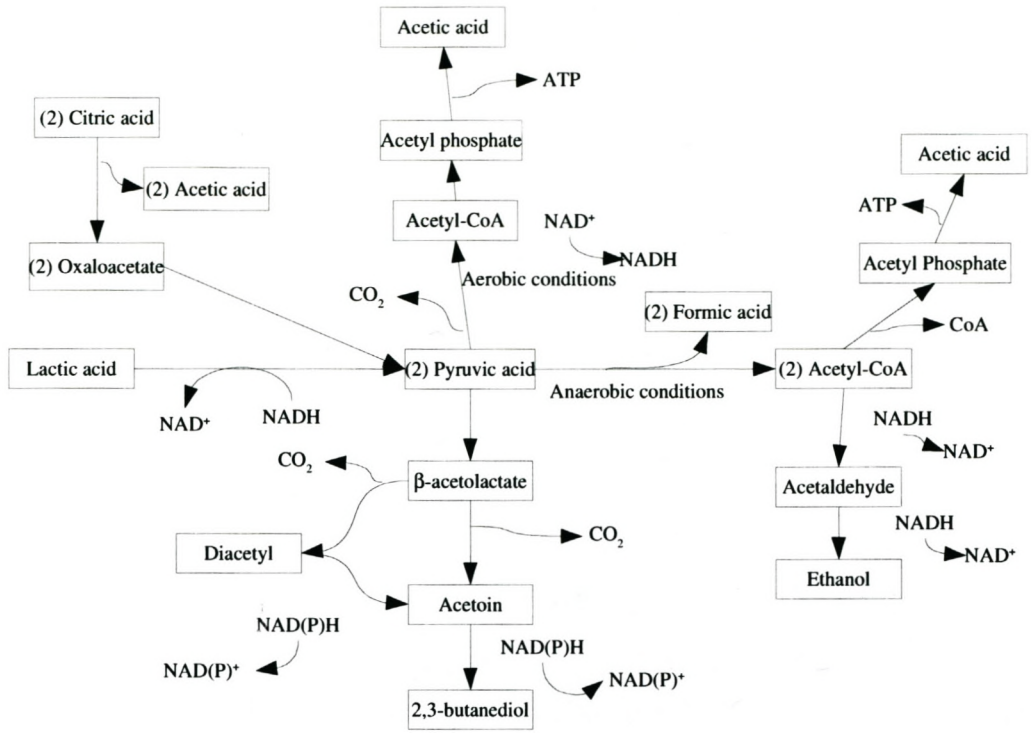 Acetic acid
ATP
(2) Citric acid
Acetyl phosphate
Acetic acid
(2) Acetic acid
ATP
Acetyl-CoA
NAD⁺
NADH
(2) Oxaloacetate
Acetyl Phosphate
Aerobic conditions
CO₂
(2) Formic acid
CoA
Lactic acid
(2) Pyruvic acid
(2) Acetyl-CoA
Anaerobic conditions
NAD⁺
NADH
NADH
NAD⁺
CO₂
β-acetolactate
Acetaldehyde
NADH
NAD⁺
CO₂
Diacetyl
Ethanol
Acetoin
NAD(P)H
NAD(P)⁺
NAD(P)H
NAD(P)⁺
2,3-butanediol